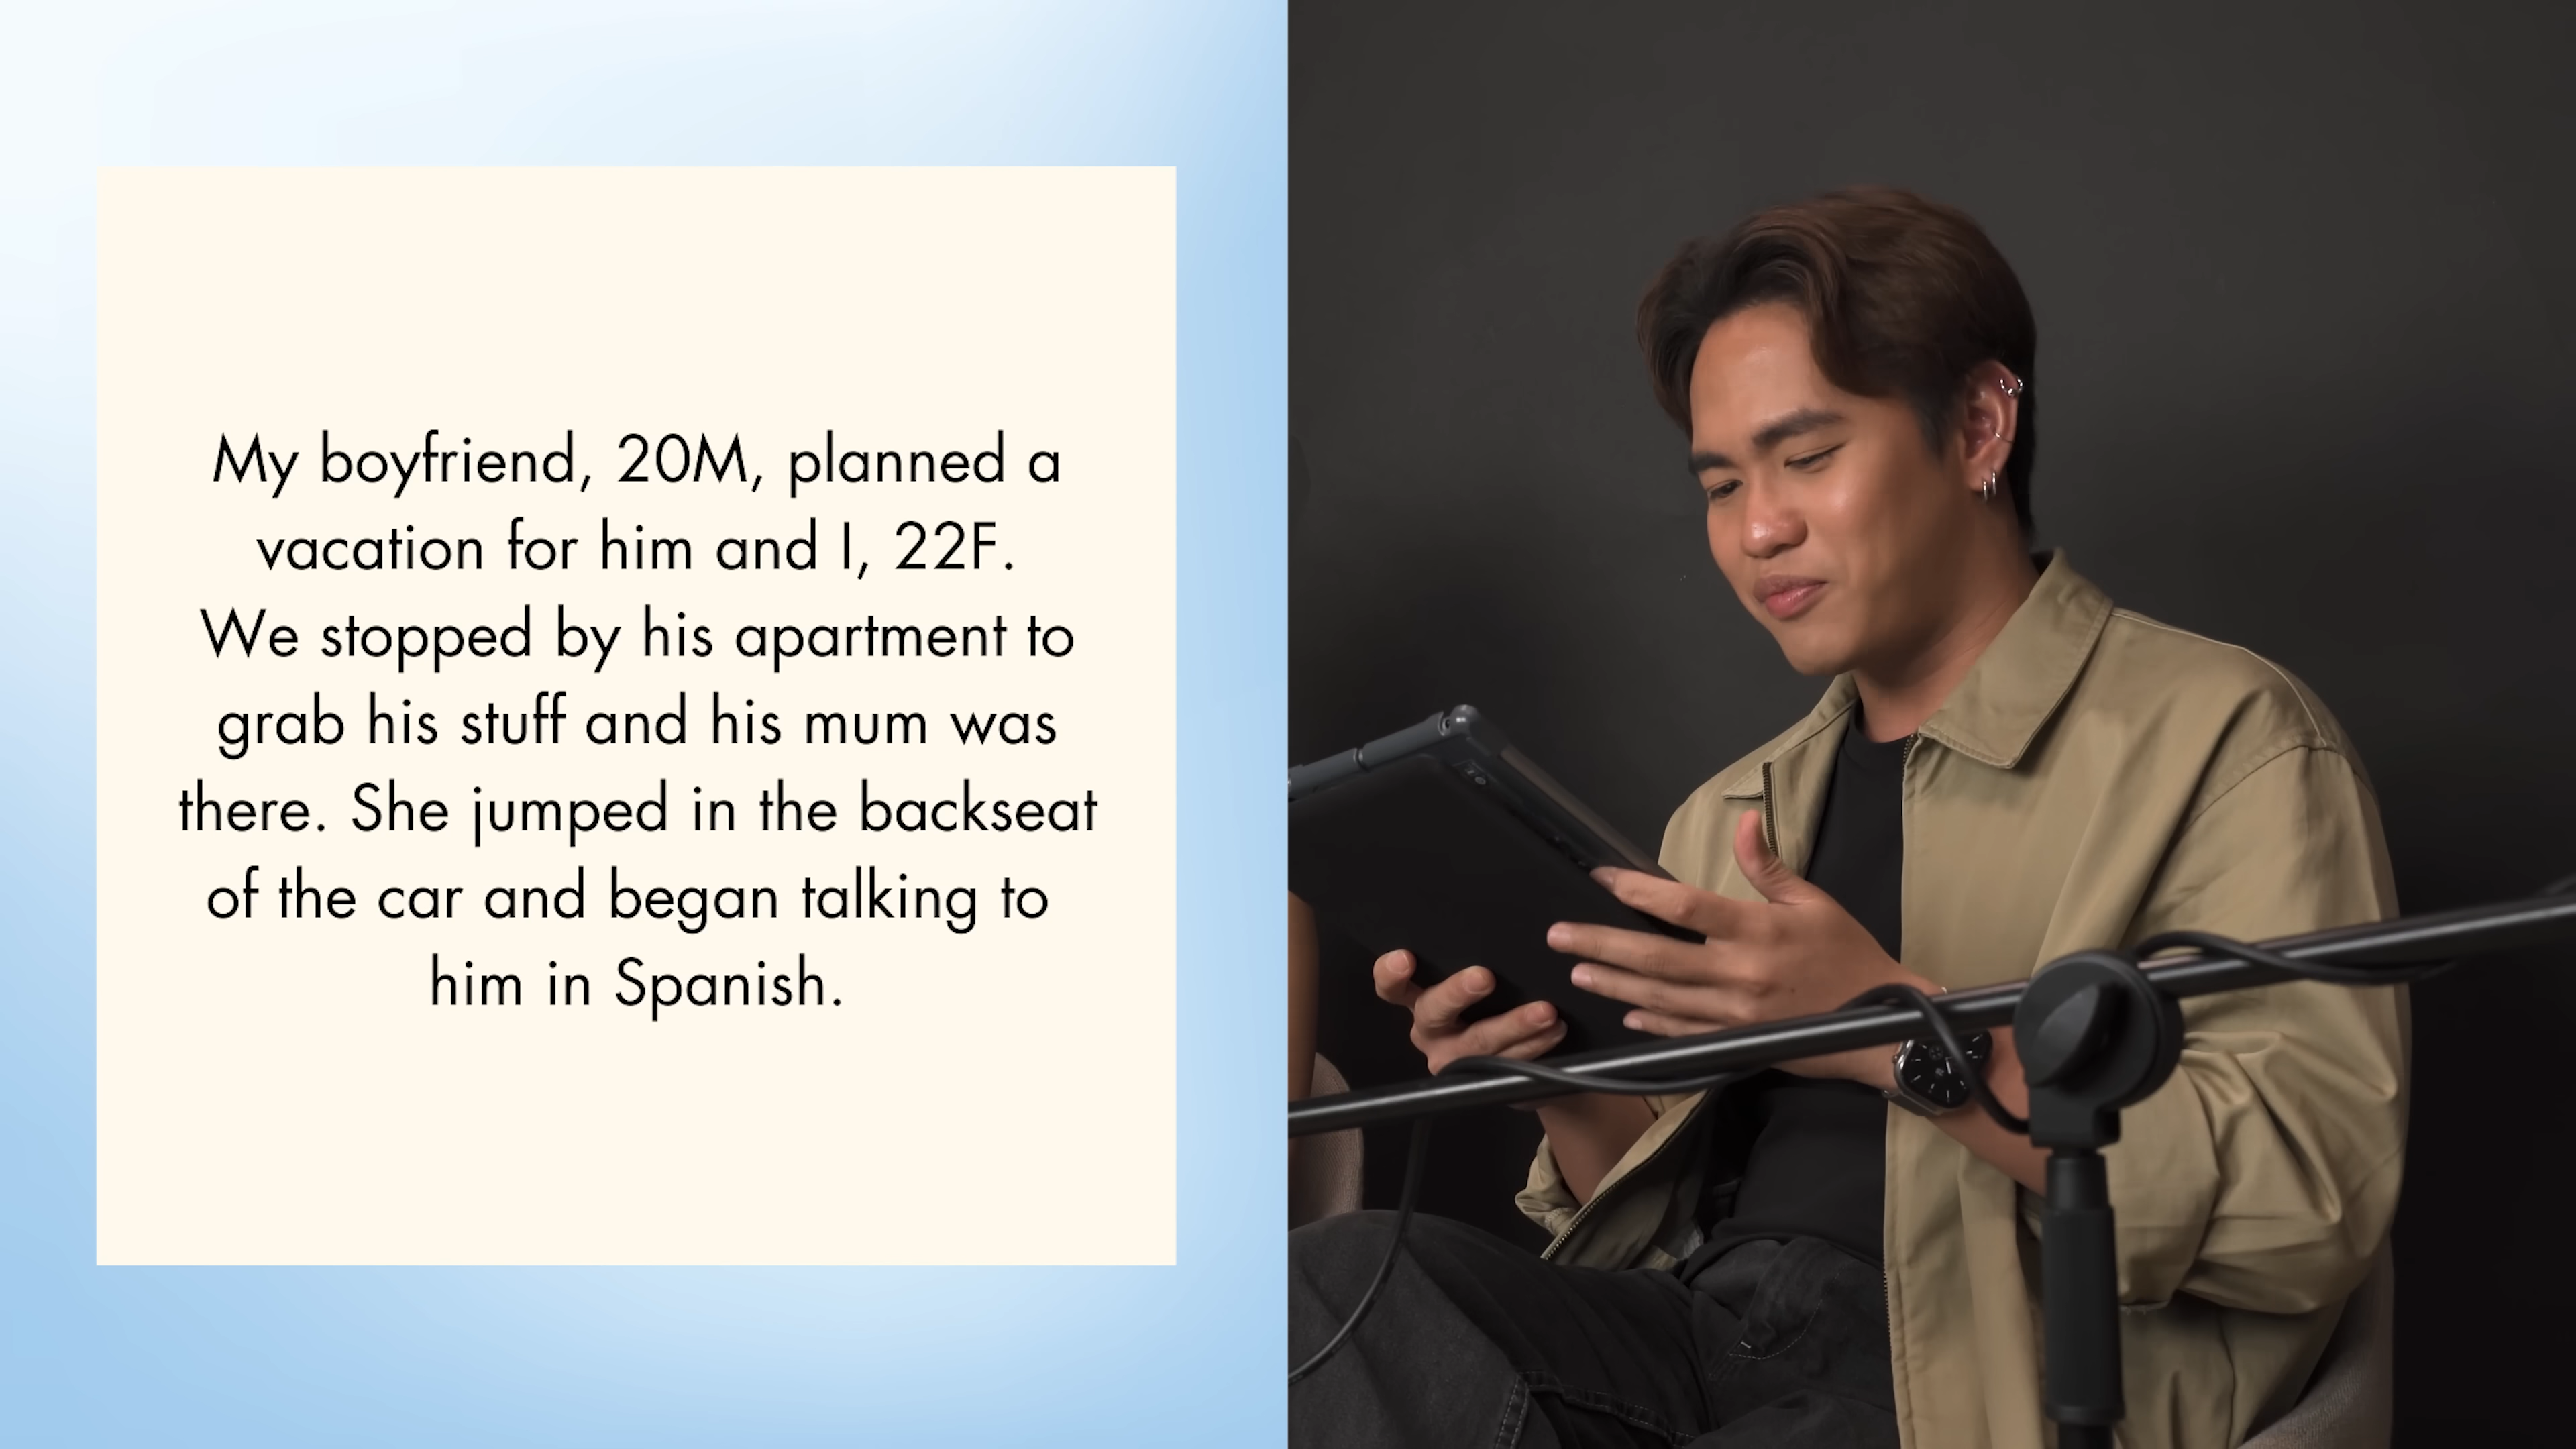 My boyfriend, 20M, planned a
vacation for him and I, 22F.
We stopped by his apartment to
grab his stuff and his mum was
there. She jumped in the backseat
of the car and began talking to
him in Spanish.